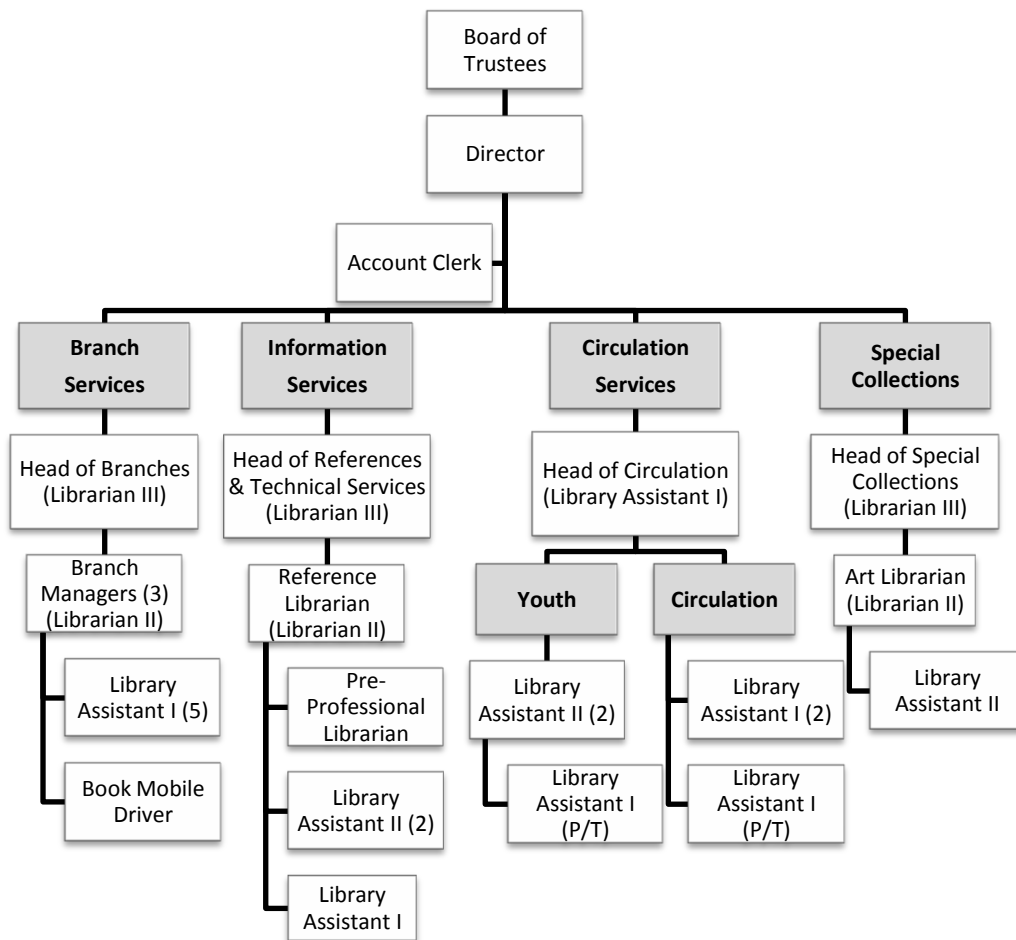 Board of
Trustees
Director
Account Clerk
Branch
Services
Information
Services
Circulation
Services
Special
Collections
Head of Branches
(Librarian III)
Head of References
& Technical Services
(Librarian III)
Head of Circulation
(Library Assistant I)
Head of Special
Collections
(Librarian III)
Branch
Managers (3)
(Librarian II)
Reference
Librarian
(Librarian II)
Youth
Circulation
Art Librarian
(Librarian II)
Library
Assistant I (5)
Pre-
Professional
Librarian
Library
Assistant II (2)
Library
Assistant I (2)
Library
Assistant II
Book Mobile
Driver
Library
Assistant II (2)
Library
Assistant I
(P/T)
Library
Assistant I
(P/T)
Library
Assistant I